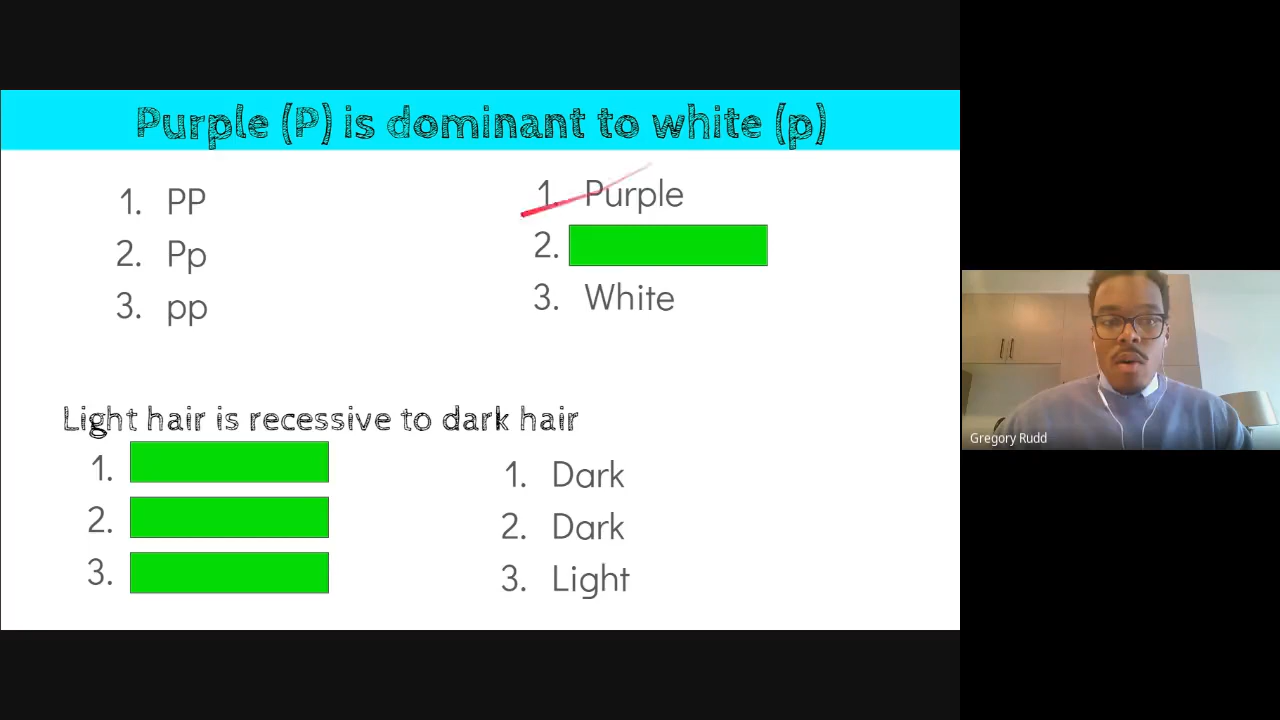 Purple (P) is dominant to white (p)
1. PP
2. Pp
3. pp
1. Purple
2.
3. White
Light hair is recessive to dark hair
1.
2.
3.
1. Dark
2. Dark
3. Light
Gregory Rudd